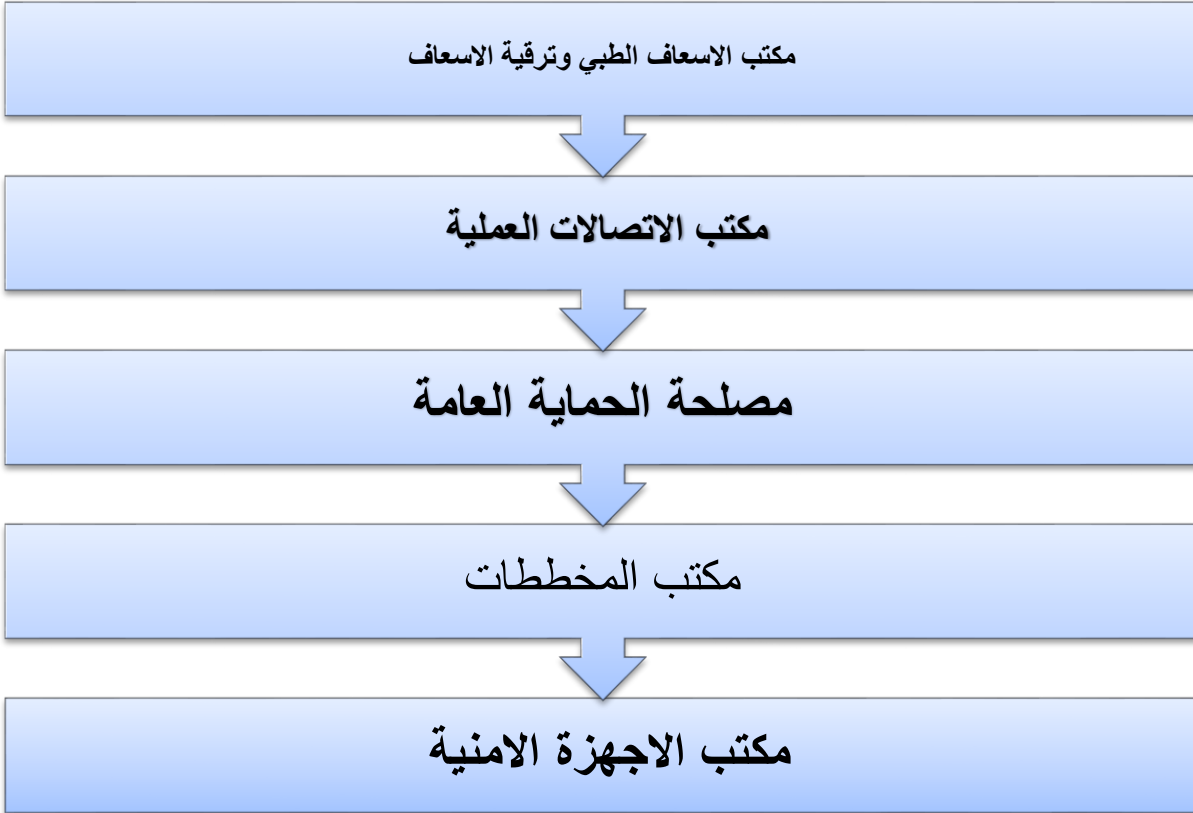 مكتب الاسعاف الطبي وترقية الاسعاف
مكتب الاتصالات العملية
مصلحة الحماية العامة
مكتب المخططات
مكتب الاجهزة الامنية